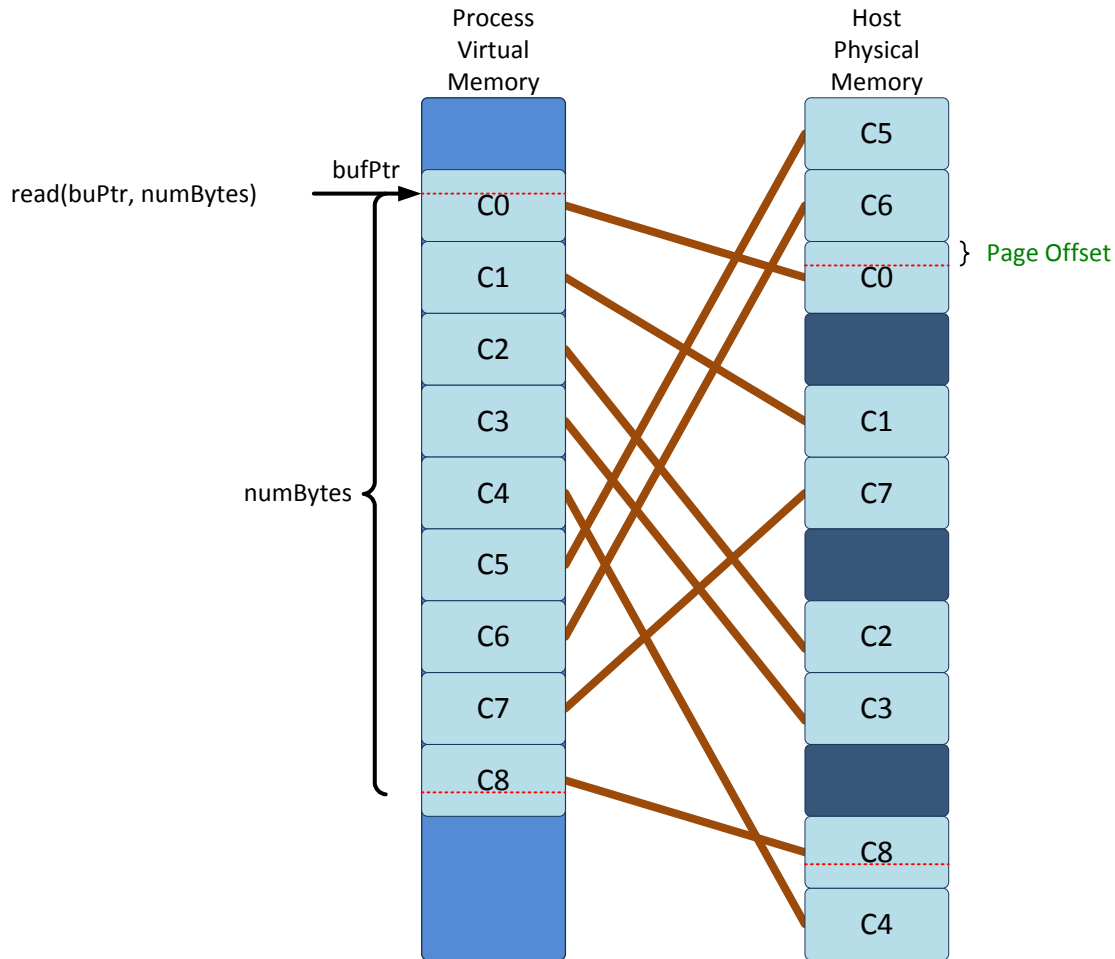 Process
Virtual
Memory
Host
Physical
Memory
bufPtr
read(buPtr, numBytes)
numBytes
C0
C1
C2
C3
C4
C5
C6
C7
C8
C5
C6
C0
} Page Offset
C1
C7
C2
C3
C8
C4